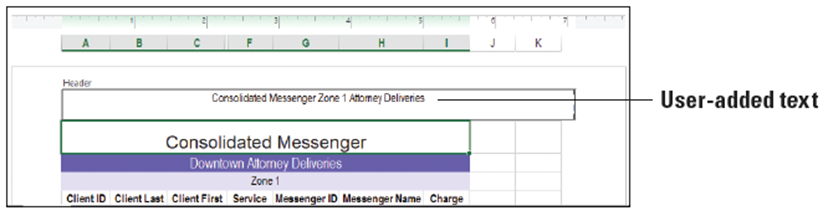 1 2 3 4 5 6 7
A B C F G H I J K
Header
Consolidated Messenger Zone 1 Attorney Deliveries
User-added text
Consolidated Messenger
Downtown Attorney Deliveries
Zone 1
Client ID Client Last Client First Service Messenger ID Messenger Name Charge